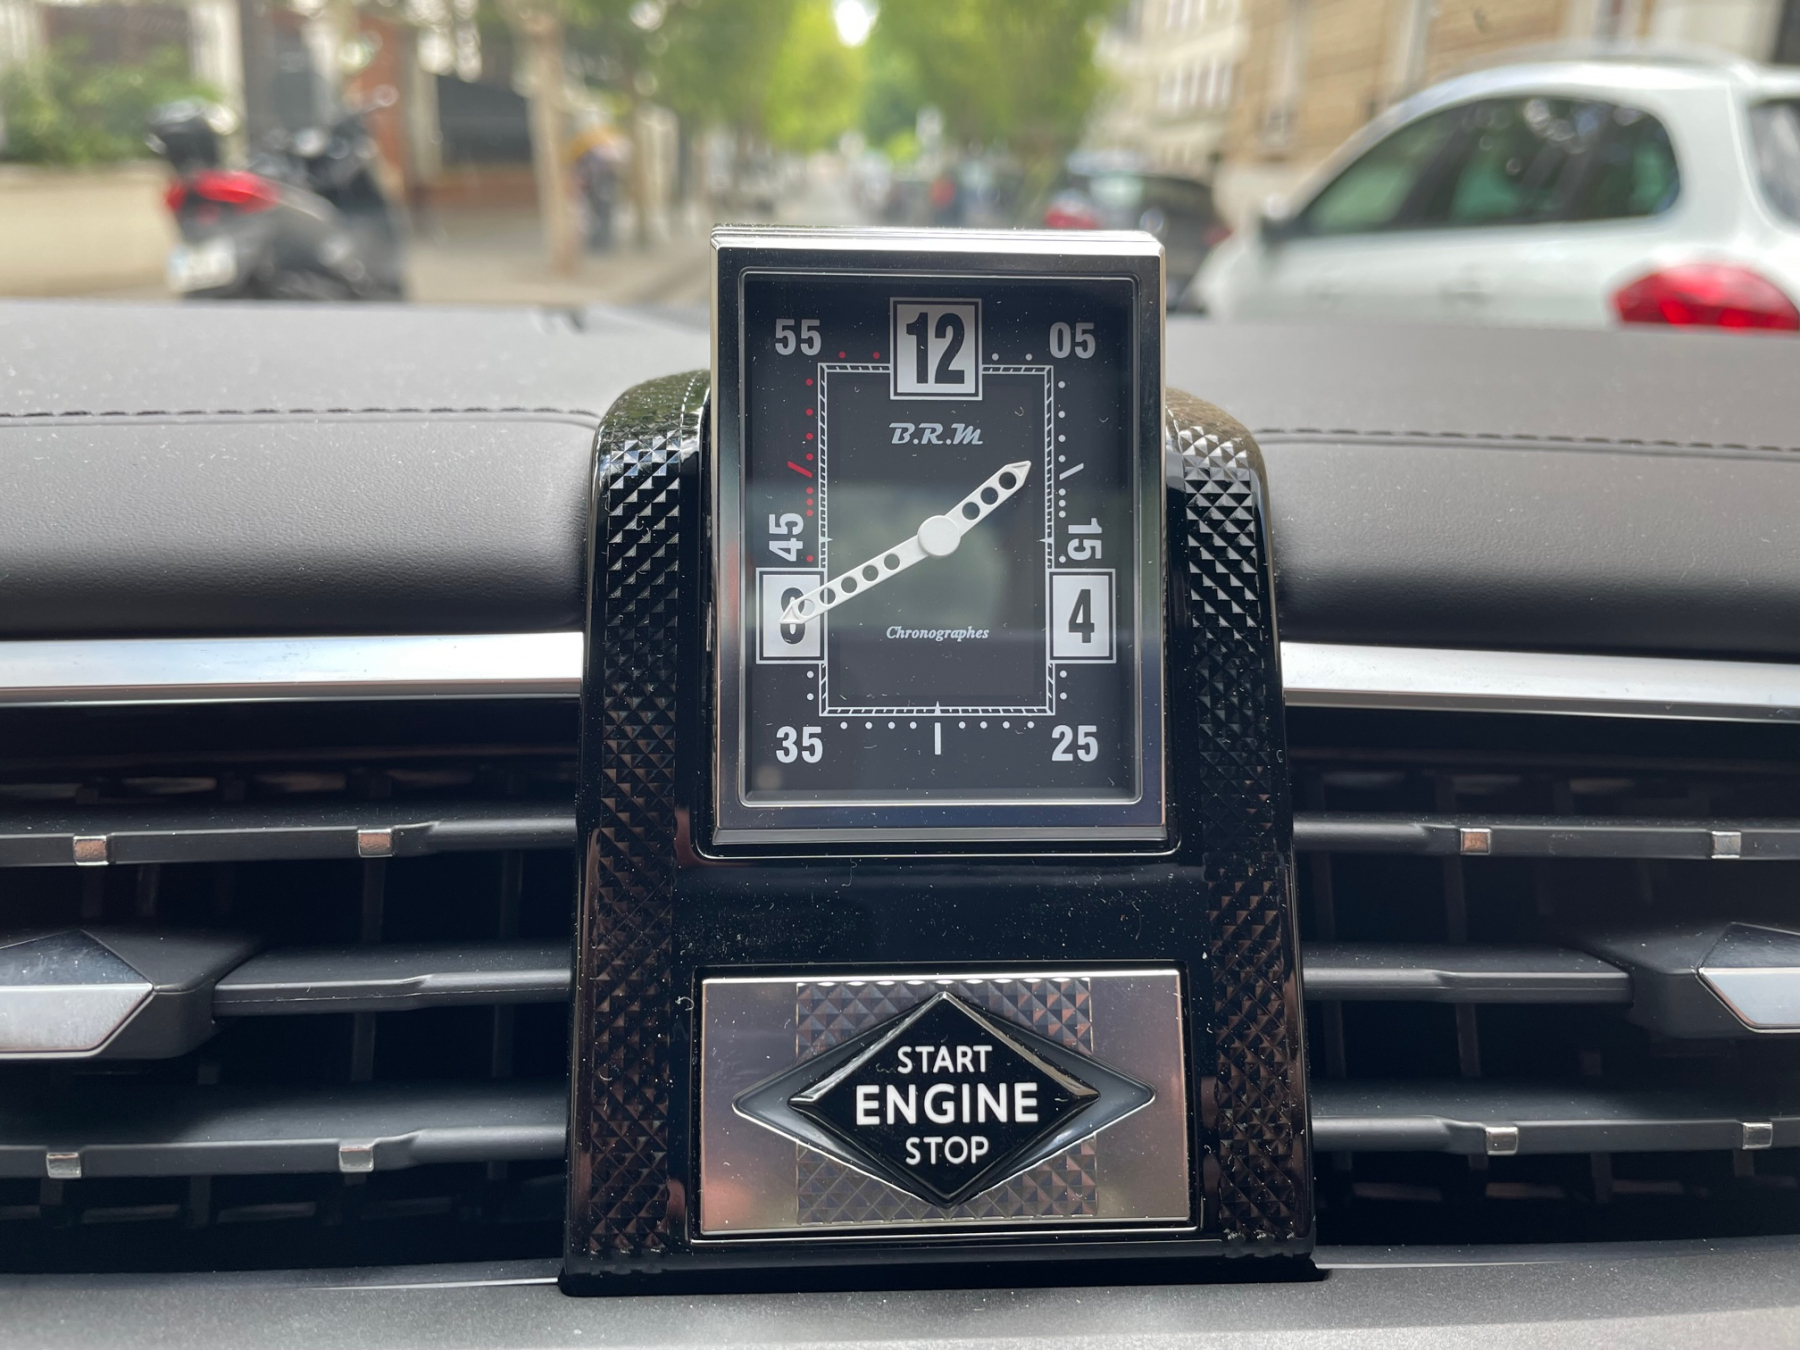 55 12 05
B.R.M
45 15
4
Chronographes
35 25
START
ENGINE
STOP